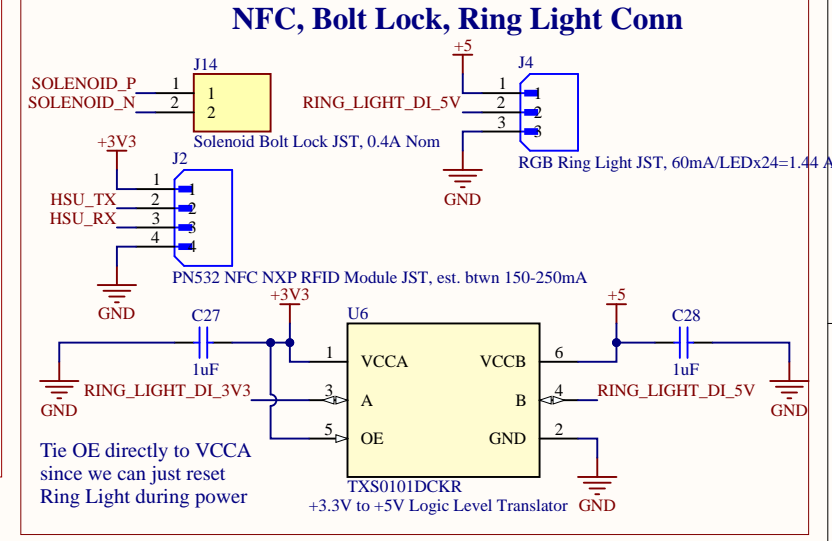 NFC, Bolt Lock, Ring Light Conn
J14
SOLENOID_P 1 1
SOLENOID_N 2 2
Solenoid Bolt Lock JST, 0.4A Nom
+5
J4
1 1
RING_LIGHT_DI_5V 2 2
3 3
GND
RGB Ring Light JST, 60mA/LEDx24=1.44 A
+3V3
J2
1 1
HSU_TX 2 2
HSU_RX 3 3
4 4
GND
PN532 NFC NXP RFID Module JST, est. btwn 150-250mA
C27
1uF
+3V3
GND
U6
1 VCCA VCCB 6
RING_LIGHT_DI_3V3 3 A B 4 RING_LIGHT_DI_5V
5 OE GND 2
+5
C28
1uF
GND
GND
TXS0101DCKR
+3.3V to +5V Logic Level Translator
Tie OE directly to VCCA
since we can just reset
Ring Light during power